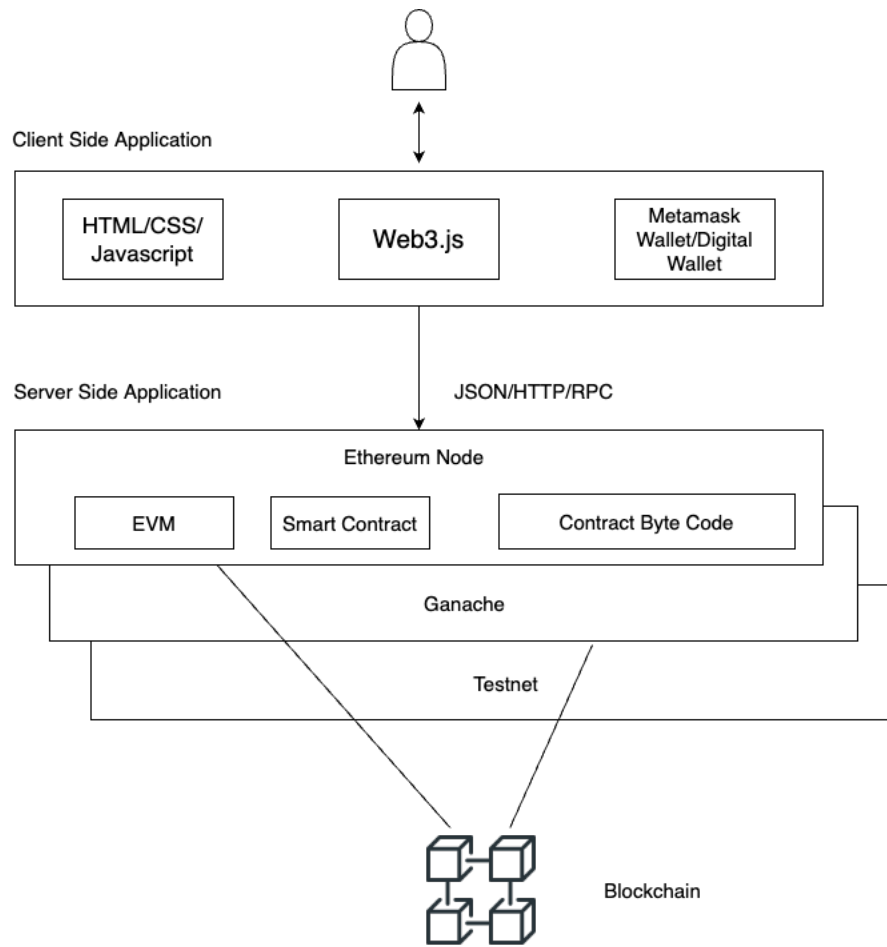 Client Side Application
HTML/CSS/
Javascript
Web3.js
Metamask
Wallet/Digital
Wallet
Server Side Application
JSON/HTTP/RPC
Ethereum Node
EVM
Smart Contract
Contract Byte Code
Ganache
Testnet
Blockchain